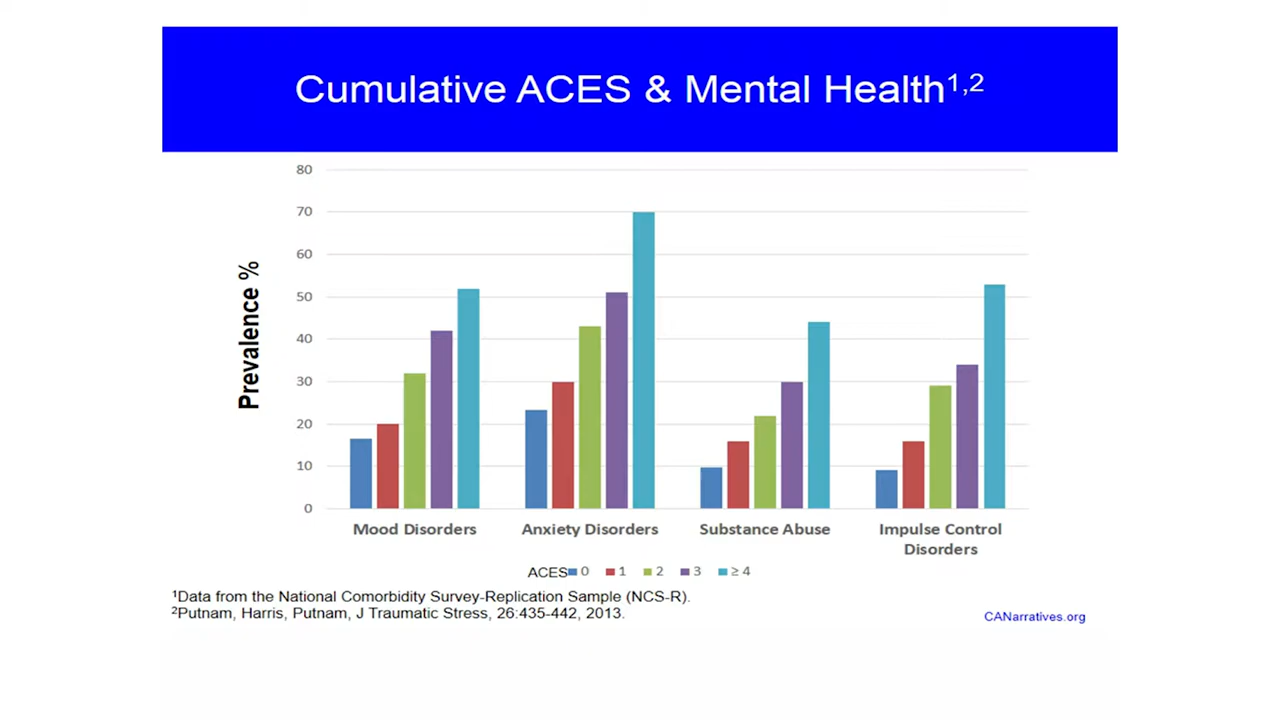 Cumulative ACES & Mental Health1,2
80
70
60
50
40
30
20
10
0
Prevalence %
Mood Disorders
Anxiety Disorders
Substance Abuse
Impulse Control
Disorders
ACES 0 1 2 3 ≥ 4
1Data from the National Comorbidity Survey-Replication Sample (NCS-R).
2Putnam, Harris, Putnam, J Traumatic Stress, 26:435-442, 2013.
CANarratives.org